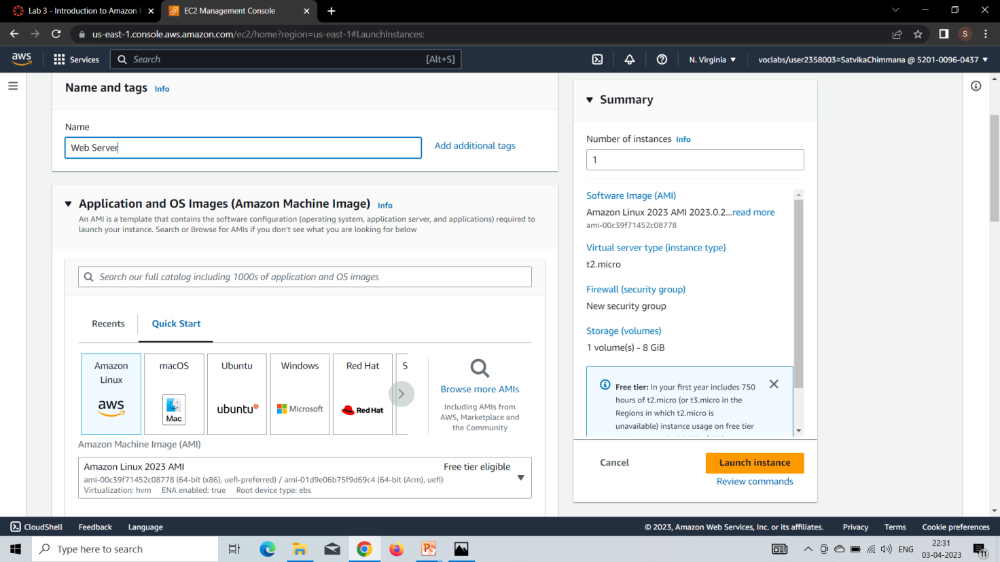 Lab 3 - Introduction to Amazon E
EC2 Management Console
us-east-1.console.aws.amazon.com/ec2/home?region=us-east-1#LaunchInstances:
S
aws
Services
Search
[Alt+S]
N. Virginia
voclabs/user2358003=SatvikaChimmana @ 5201-0096-0437
Name and tags Info
Name
Web Server
Add additional tags
Application and OS Images (Amazon Machine Image) Info
An AMI is a template that contains the software configuration (operating system, application server, and applications) required to
launch your instance. Search or Browse for AMIs if you don't see what you are looking for below
Search our full catalog including 1000s of application and OS images
Recents
Quick Start
Amazon
Linux
aws
macOS
Mac
Ubuntu
ubuntu
Windows
Microsoft
Red Hat
Red Hat
S
Browse more AMIs
Including AMIs from
AWS, Marketplace and
the Community
Amazon Machine Image (AMI)
Amazon Linux 2023 AMI
Free tier eligible
ami-00c39f71452c08778 (64-bit (x86), uefi-preferred) / ami-01d9e06b75f9d69c4 (64-bit (Arm), uefi)
Virtualization: hvm ENA enabled: true Root device type: ebs
Summary
Number of instances Info
1
Software Image (AMI)
Amazon Linux 2023 AMI 2023.0.2...read more
ami-00c39f71452c08778
Virtual server type (instance type)
t2.micro
Firewall (security group)
New security group
Storage (volumes)
1 volume(s) - 8 GiB
Free tier: In your first year includes 750
hours of t2.micro (or t3.micro in the
Regions in which t2.micro is
unavailable) instance usage on free tier
Cancel
Launch instance
Review commands
CloudShell
Feedback
Language
© 2023, Amazon Web Services, Inc. or its affiliates.
Privacy
Terms
Cookie preferences
Type here to search
ENG
22:31
03-04-2023
11